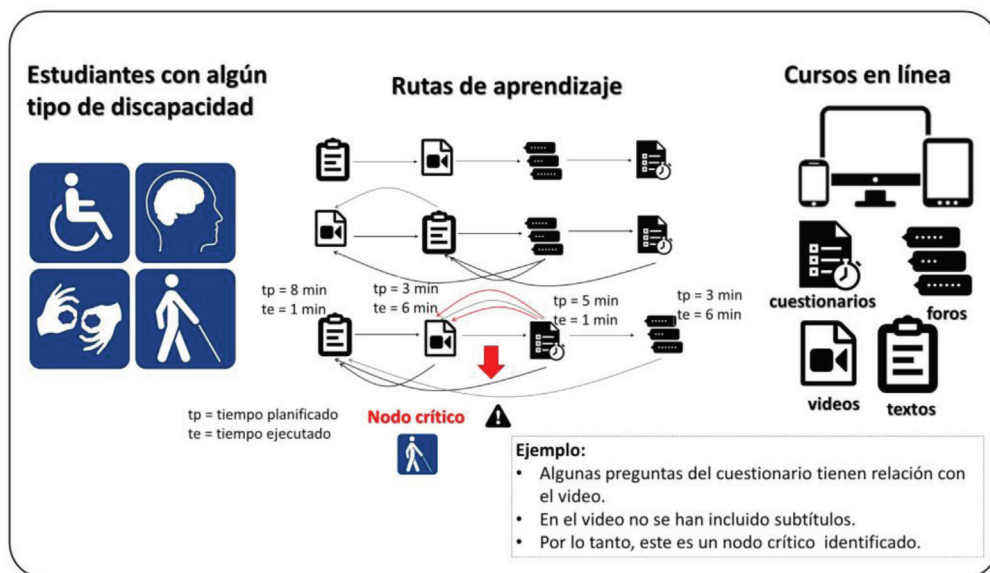 Estudiantes con algún
tipo de discapacidad
Rutas de aprendizaje
Cursos en línea
tp = 8 min
te = 1 min
tp = 3 min
te = 6 min
tp = 5 min
te = 1 min
tp = 3 min
te = 6 min
cuestionarios
foros
videos
textos
tp = tiempo planificado
te = tiempo ejecutado
Nodo crítico
Ejemplo:
• Algunas preguntas del cuestionario tienen relación con
el video.
• En el video no se han incluido subtítulos.
• Por lo tanto, este es un nodo crítico identificado.